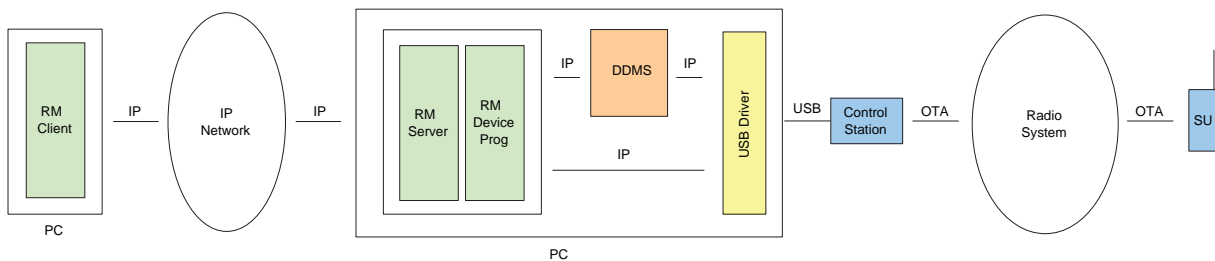 RM
Client
PC
IP
IP
Network
IP
RM
Server
RM
Device
Prog
IP
DDMS
IP
IP
USB Driver
PC
USB
Control
Station
OTA
Radio
System
OTA
SU